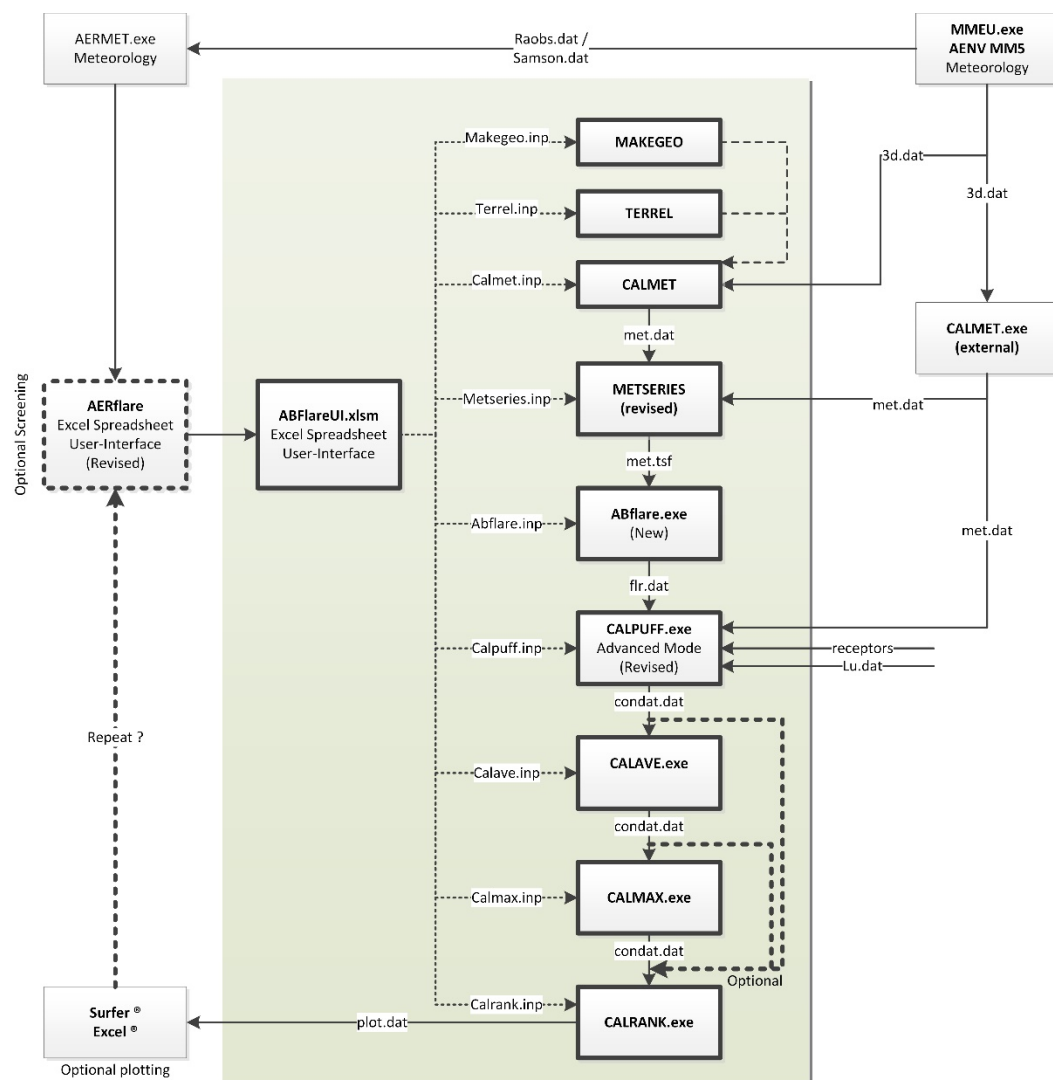 AERMET.exe
Meteorology
Raobs.dat /
Samson.dat
MMEU.exe
AENV MM5
Meteorology
Makegeo.inp
MAKEGEO
3d.dat
3d.dat
Terrel.inp
TERREL
Calmet.inp
CALMET
CALMET.exe
(external)
met.dat
Optional Screening
AERflare
Excel Spreadsheet
User-Interface
(Revised)
ABFlareUI.xlsm
Excel Spreadsheet
User-Interface
Metseries.inp
METSERIES
(revised)
met.dat
met.tsf
Abflare.inp
ABflare.exe
(New)
met.dat
flr.dat
Calpuff.inp
CALPUFF.exe
Advanced Mode
(Revised)
receptors
Lu.dat
condat.dat
Repeat ?
Calave.inp
CALAVE.exe
condat.dat
Calmax.inp
CALMAX.exe
condat.dat
Optional
Surfer ®
Excel ®
Optional plotting
plot.dat
Calrank.inp
CALRANK.exe